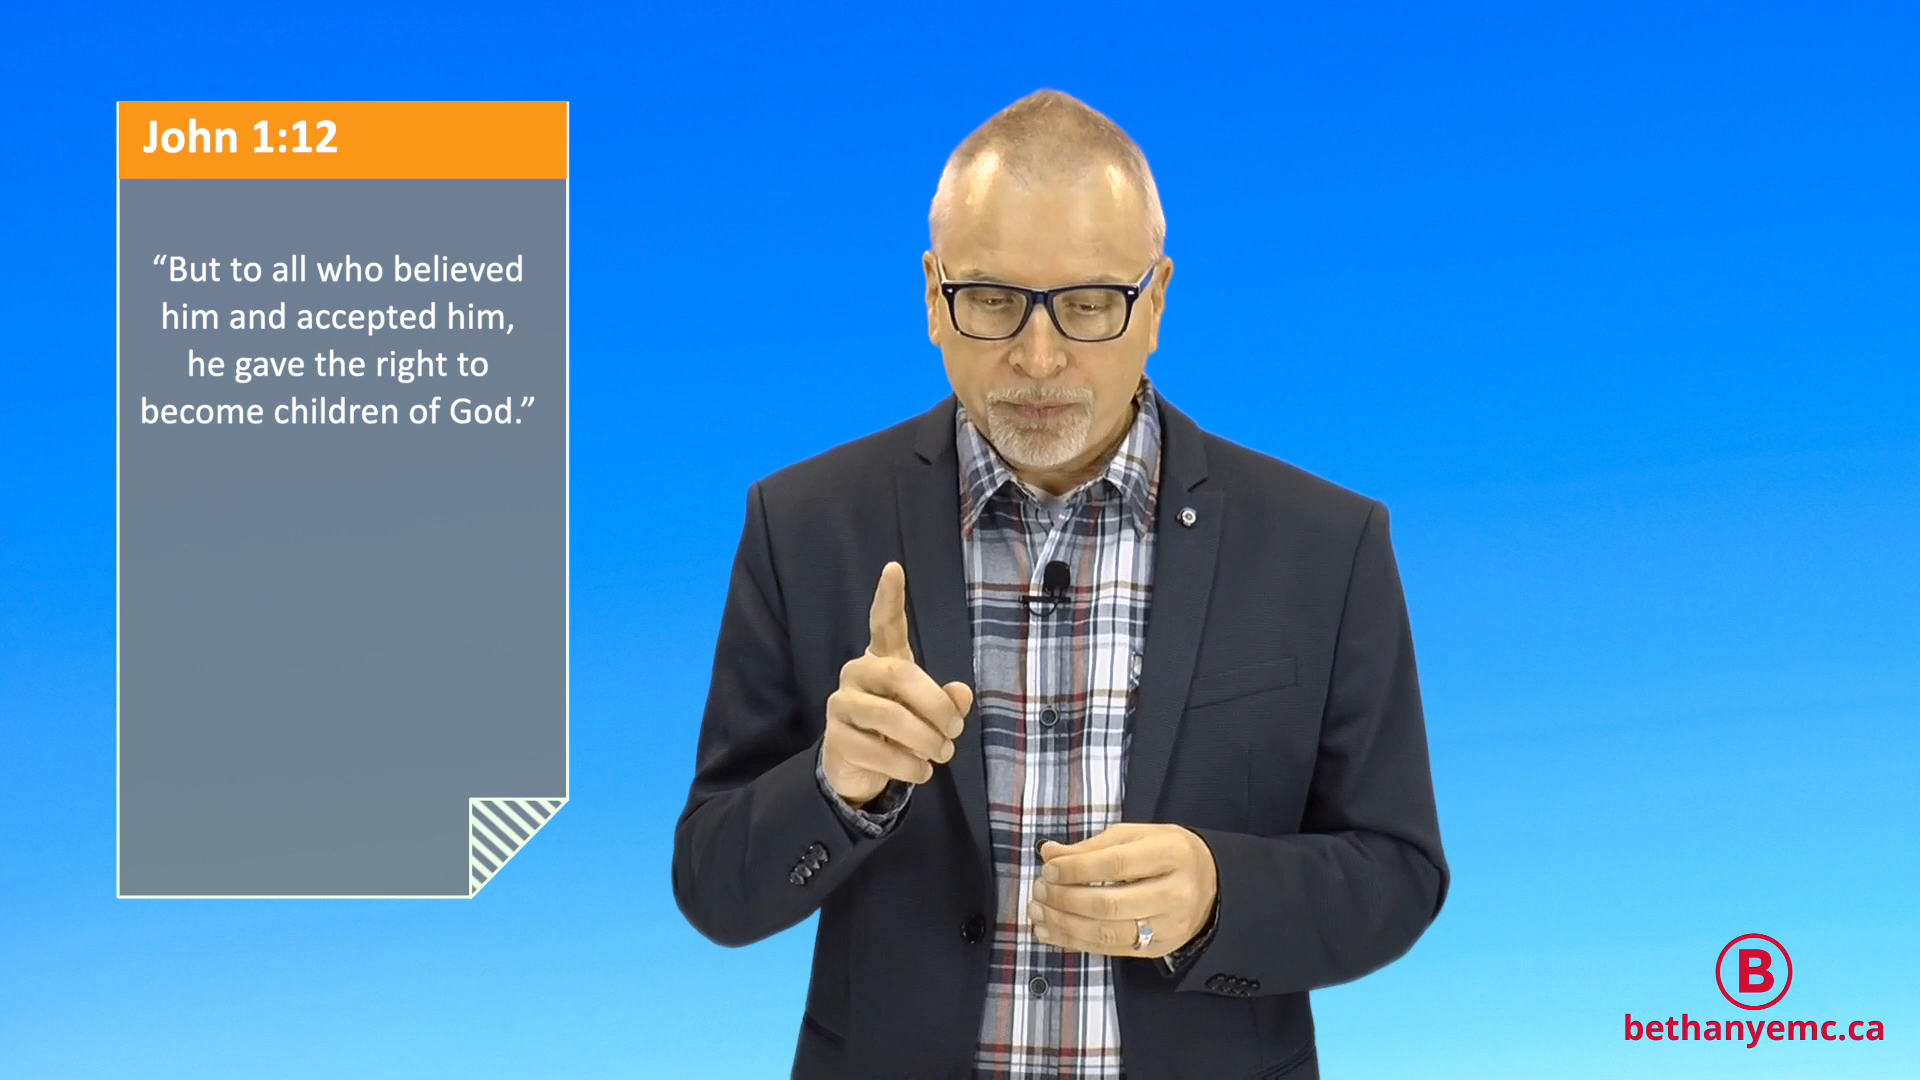 John 1:12
“But to all who believed
him and accepted him,
he gave the right to
become children of God.”
B
bethanyemc.ca